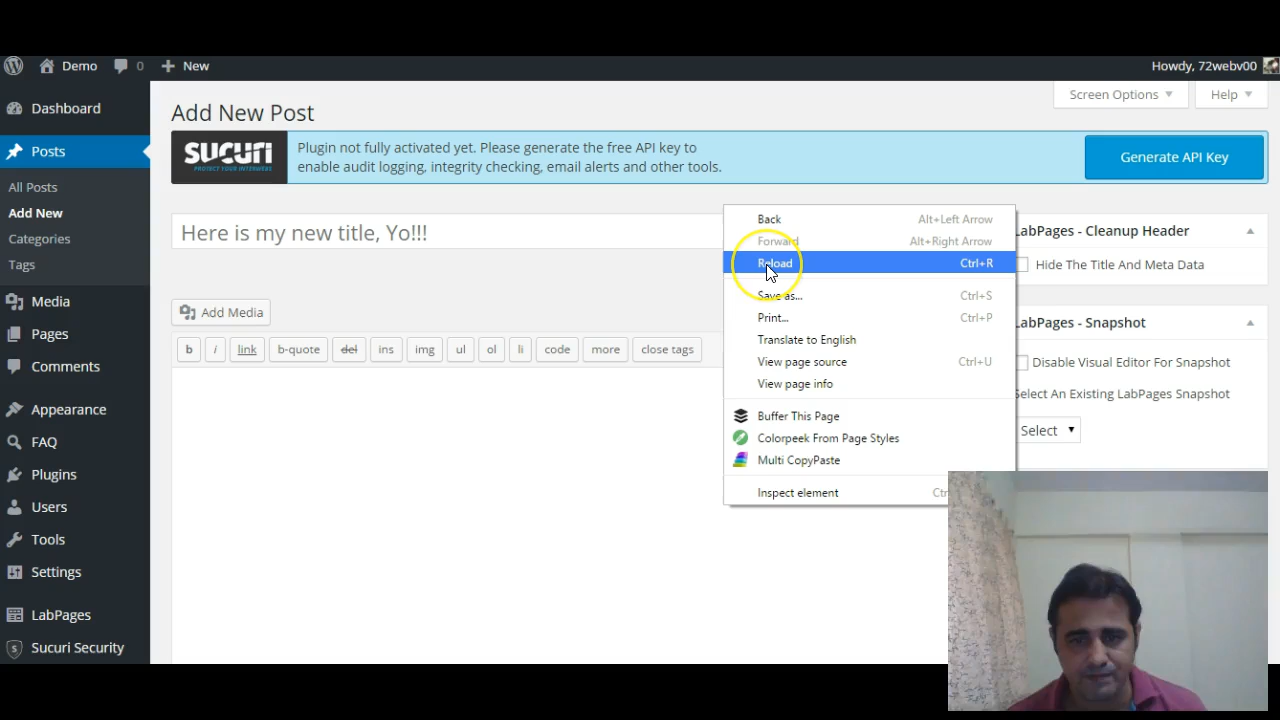 Demo 0 New Howdy, 72webv00
Dashboard
Posts
All Posts
Add New
Categories
Tags
Media
Pages
Comments
Appearance
FAQ
Plugins
Users
Tools
Settings
LabPages
Sucuri Security
Screen Options Help
Add New Post
SUCURI
PROTECT YOUR INTERWEBS
Plugin not fully activated yet. Please generate the free API key to
enable audit logging, integrity checking, email alerts and other tools.
Generate API Key
Here is my new title, Yo!!!
Add Media
b i link b-quote del ins img ul ol li code more close tags
Back Alt+Left Arrow
Forward Alt+Right Arrow
Reload Ctrl+R
Save as... Ctrl+S
Print... Ctrl+P
Translate to English
View page source Ctrl+U
View page info
Buffer This Page
Colorpeek From Page Styles
Multi CopyPaste
Inspect element
LabPages - Cleanup Header
Hide The Title And Meta Data
LabPages - Snapshot
Disable Visual Editor For Snapshot
Select An Existing LabPages Snapshot
Select